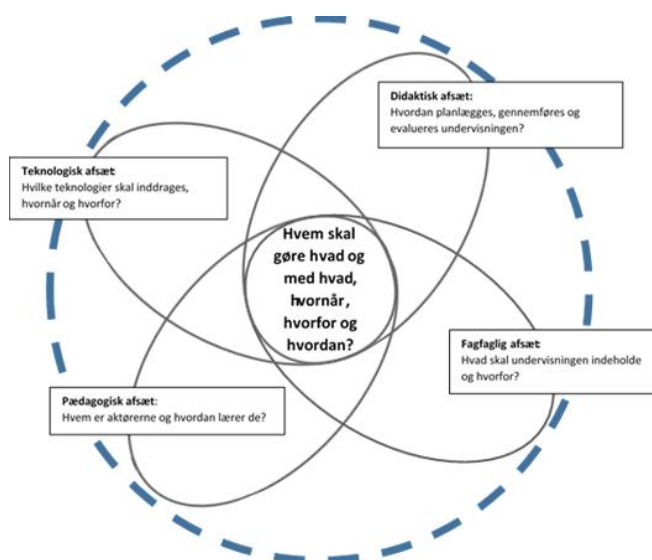 Didaktisk afsæt:
Hvordan planlægges, gennemføres og
evalueres undervisningen?
Teknologisk afsæt:
Hvilke teknologier skal inddrages,
hvornår og hvorfor?
Hvem skal
gøre hvad og
med hvad,
hvornår,
hvorfor og
hvordan?
Fagfaglig afsæt:
Hvad skal undervisningen indeholde
og hvorfor?
Pædagogisk afsæt:
Hvem er aktørerne og hvordan lærer de?